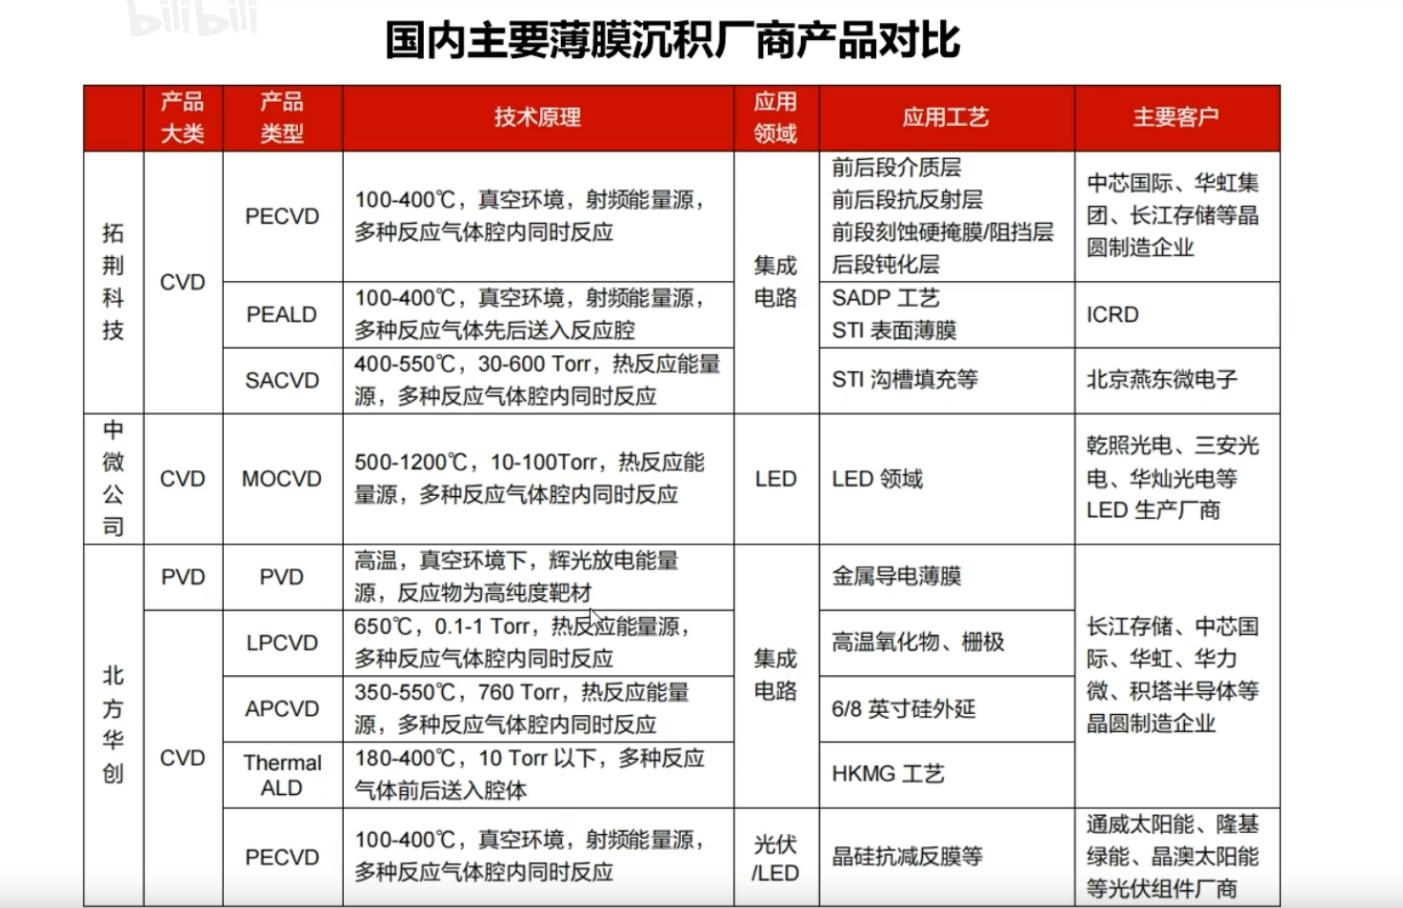 bilibili
国内主要薄膜沉积厂商产品对比
产品
大类
产品
类型
技术原理
应用
领域
应用工艺
主要客户
拓
荆
科
技
CVD
PECVD
100-400℃，真空环境，射频能量源，
多种反应气体腔内同时反应
集成
电路
前后段介质层
前后段抗反射层
前段刻蚀硬掩膜/阻挡层
后段钝化层
中芯国际、华虹集
团、长江存储等晶
圆制造企业
PEALD
100-400℃，真空环境，射频能量源，
多种反应气体先后送入反应腔
SADP 工艺
STI 表面薄膜
ICRD
SACVD
400-550℃，30-600 Torr，热反应能量
源，多种反应气体腔内同时反应
STI 沟槽填充等
北京燕东微电子
中
微
公
司
CVD
MOCVD
500-1200℃，10-100Torr，热反应能
量源，多种反应气体腔内同时反应
LED
LED 领域
乾照光电、三安光
电、华灿光电等
LED 生产厂商
北
方
华
创
PVD
PVD
高温，真空环境下，辉光放电能量
源，反应物为高纯度靶材
集成
电路
金属导电薄膜
长江存储、中芯国
际、华虹、华力
微、积塔半导体等
晶圆制造企业
CVD
LPCVD
650℃，0.1-1 Torr，热反应能量源，
多种反应气体腔内同时反应
高温氧化物、栅极
APCVD
350-550℃，760 Torr，热反应能量
源，多种反应气体腔内同时反应
6/8 英寸硅外延
Thermal
ALD
180-400℃，10 Torr 以下，多种反应
气体前后送入腔体
HKMG 工艺
PECVD
100-400℃，真空环境，射频能量源，
多种反应气体腔内同时反应
光伏
/LED
晶硅抗减反膜等
通威太阳能、隆基
绿能、晶澳太阳能
等光伏组件厂商